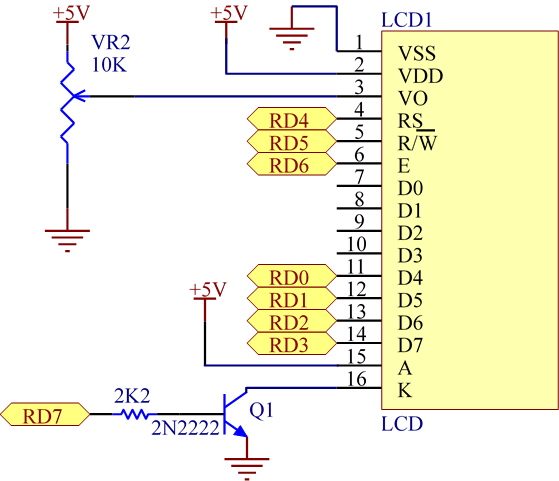 +5V
VR2
10K
+5V
LCD1
1 VSS
2 VDD
3 VO
RD4 4 RS
RD5 5 R/W
RD6 6 E
7 D0
8 D1
9 D2
10 D3
RD0 11 D4
RD1 12 D5
RD2 13 D6
RD3 14 D7
+5V
15 A
16 K
RD7
2K2
2N2222
Q1
LCD